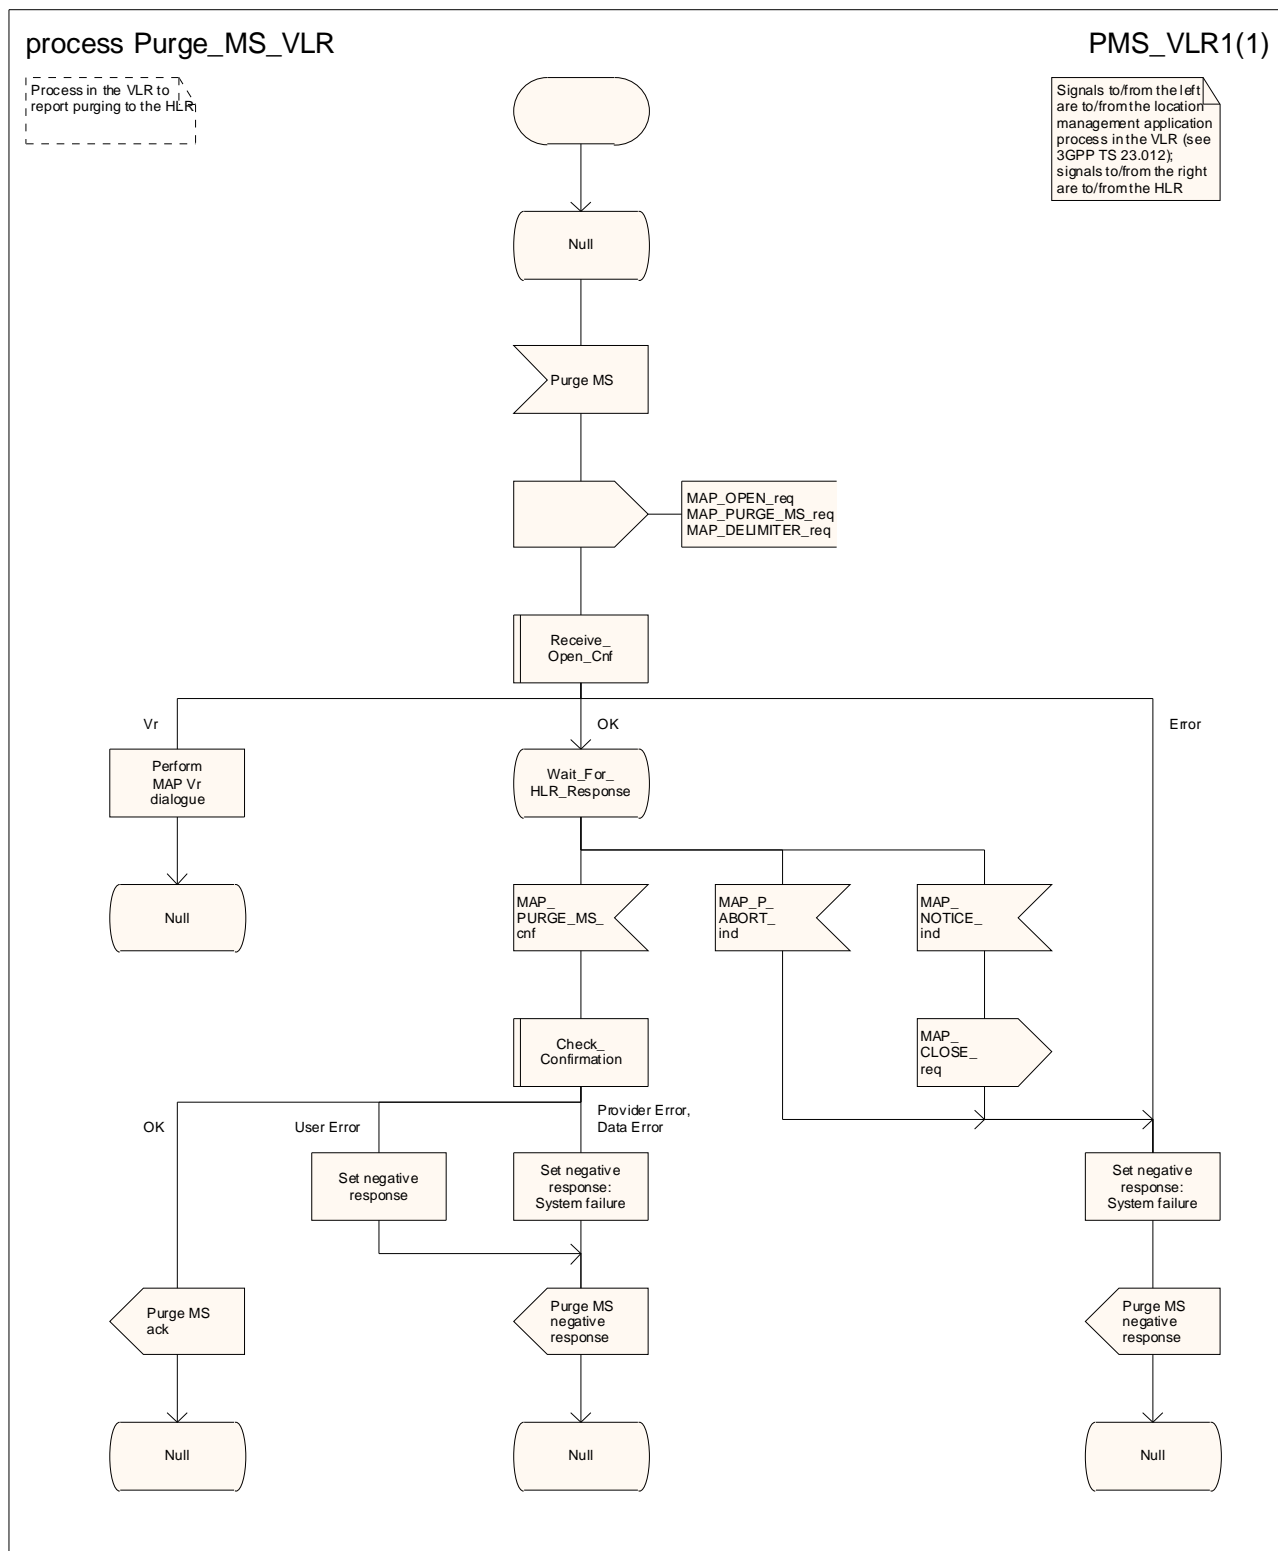 process Purge_MS_VLR
PMS_VLR1(1)
Process in the VLR to
report purging to the HLR
Signals to/from the left
are to/from the location
management application
process in the VLR (see
3GPP TS 23.012);
signals to/from the right
are to/from the HLR
Null
Purge MS
MAP_OPEN_req
MAP_PURGE_MS_req
MAP_DELIMITER_req
Receive_
Open_Cnf
Vr
OK
Error
Perform
MAP Vr
dialogue
Wait_For_
HLR_Response
Null
MAP_
PURGE_MS_
cnf
MAP_P_
ABORT_
ind
MAP_
NOTICE_
ind
Check_
Confirmation
MAP_
CLOSE_
req
OK
User Error
Provider Error,
Data Error
Set negative
response
Set negative
response:
System failure
Set negative
response:
System failure
Purge MS
ack
Purge MS
negative
response
Purge MS
negative
response
Null
Null
Null